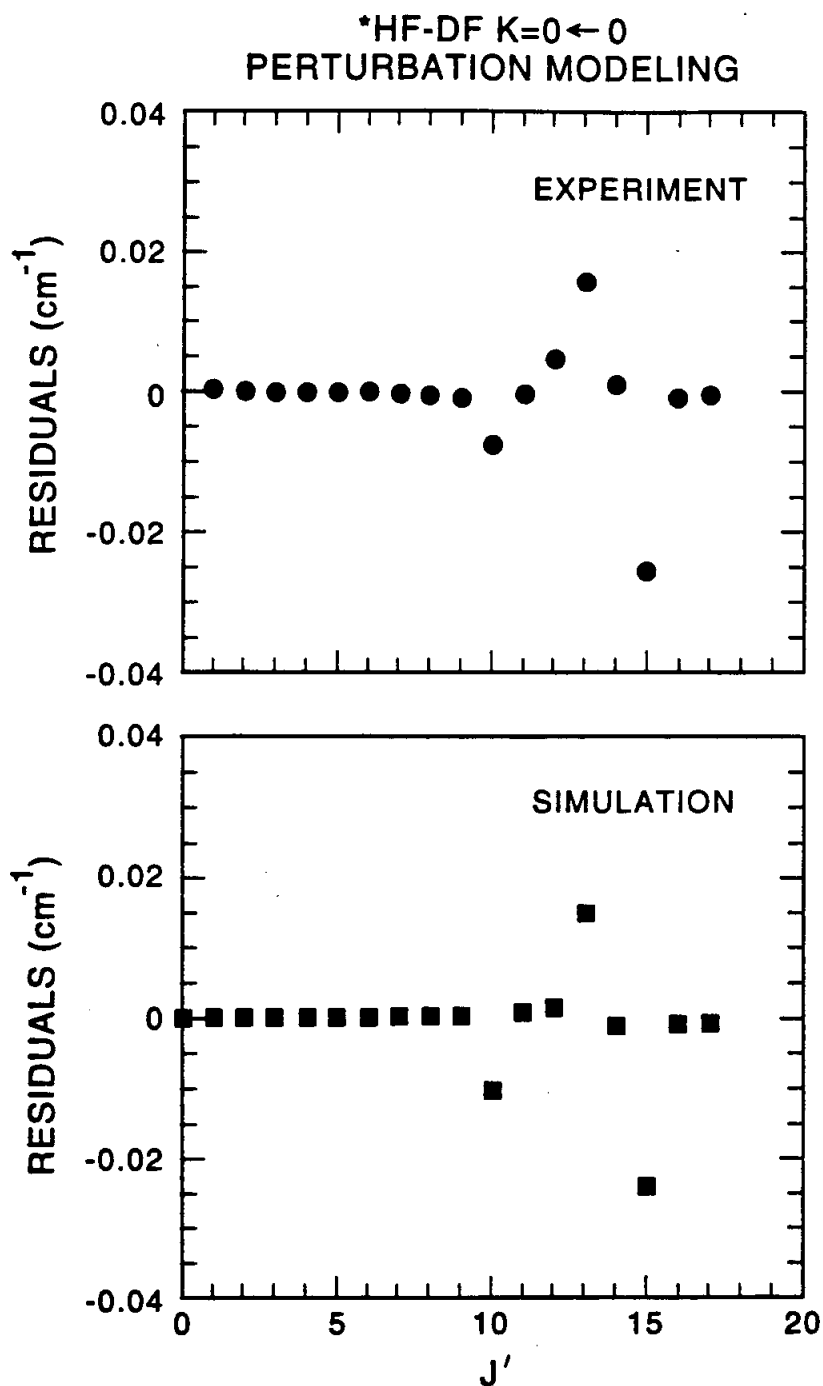 *HF-DF K=0←0
PERTURBATION MODELING
0.04
EXPERIMENT
0.02
RESIDUALS (cm⁻¹)
0
-0.02
-0.04
0.04
SIMULATION
0.02
RESIDUALS (cm⁻¹)
0
-0.02
-0.04
0 5 10 15 20
J′